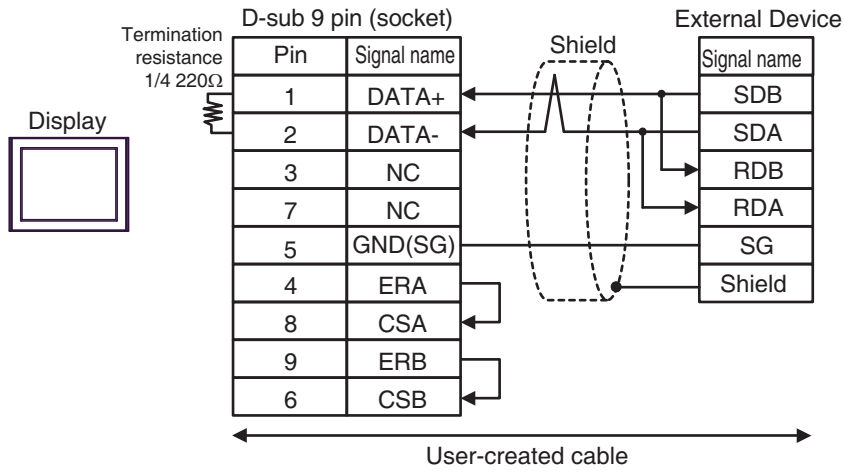 D-sub 9 pin (socket)
External Device
Termination
resistance
1/4 220Ω
Shield
Display
Pin Signal name
Signal name
1 DATA+
SDB
2 DATA-
SDA
3 NC
RDB
7 NC
RDA
5 GND(SG)
SG
4 ERA
Shield
8 CSA
9 ERB
6 CSB
User-created cable